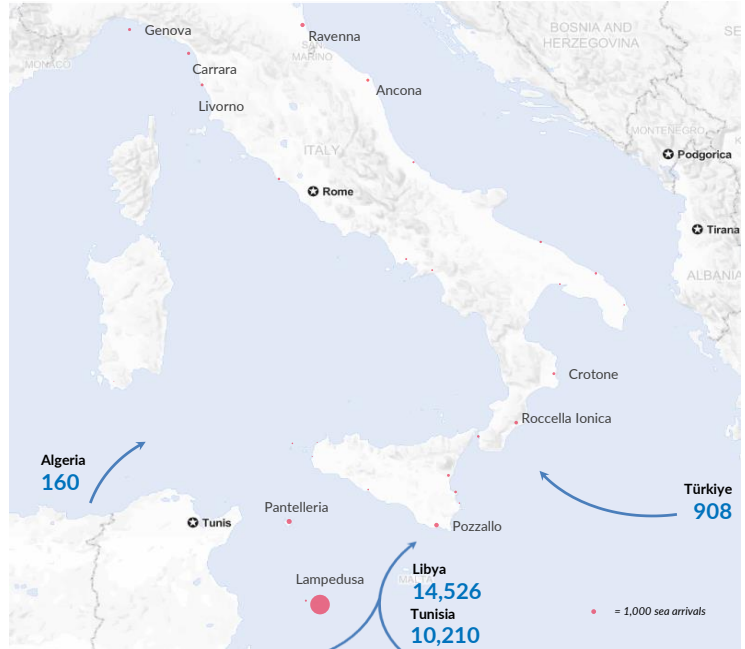 Genova
Ravenna
BOSNIA AND
HERZEGOVINA
SE
SAN
MARINO
MONACO
Carrara
Ancona
Livorno
MONTENEGRO
K
ITALY
Podgorica
Rome
Tirana
ALBANIA
Crotone
Roccella Ionica
Algeria
160
Türkiye
908
Pantelleria
Tunis
Pozzallo
Libya
14,526
Lampedusa
MALTA
Tunisia
10,210
= 1,000 sea arrivals